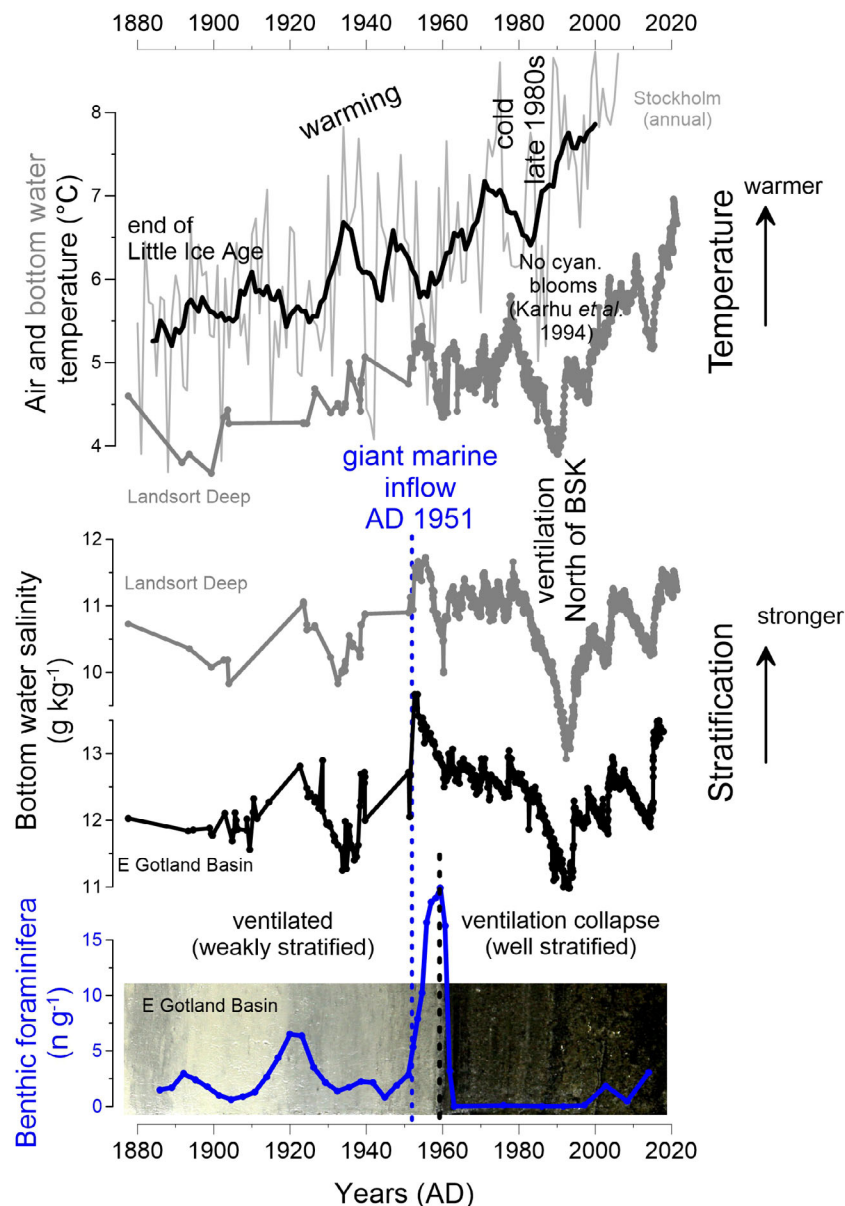 1880 1900 1920 1940 1960 1980 2000 2020
Stockholm
(annual)
cold
late 1980s
warming
8
7
6
5
4
Air and bottom water
temperature (°C)
end of
Little Ice Age
No cyan.
blooms
(Karhu et al.
1994)
warmer
Temperature
Landsort Deep
giant marine
inflow
AD 1951
ventilation
North of BSK
12
11
10
Landsort Deep
Bottom water salinity
(g kg-1)
13
12
11
E Gotland Basin
stronger
Stratification
ventilated
(weakly stratified)
ventilation collapse
(well stratified)
15
10
5
0
Benthic foraminifera
(n g-1)
E Gotland Basin
1880 1900 1920 1940 1960 1980 2000 2020
Years (AD)